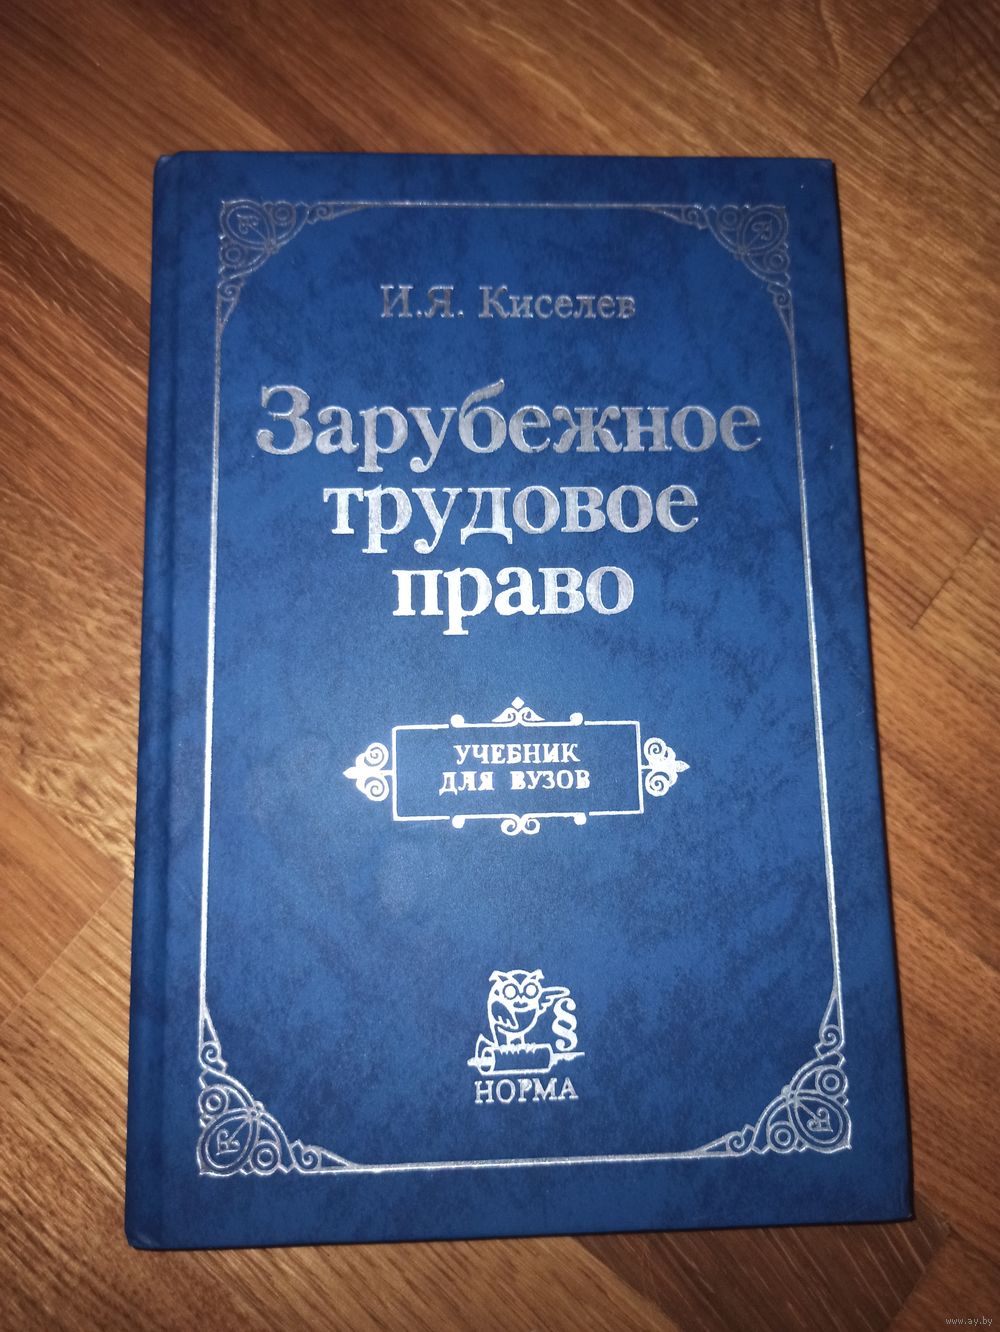 И.Я. Киселев
Зарубежное
трудовое
право
УЧЕБНИК
ДЛЯ ВУЗОВ
§
НОРМА
www.ay.by